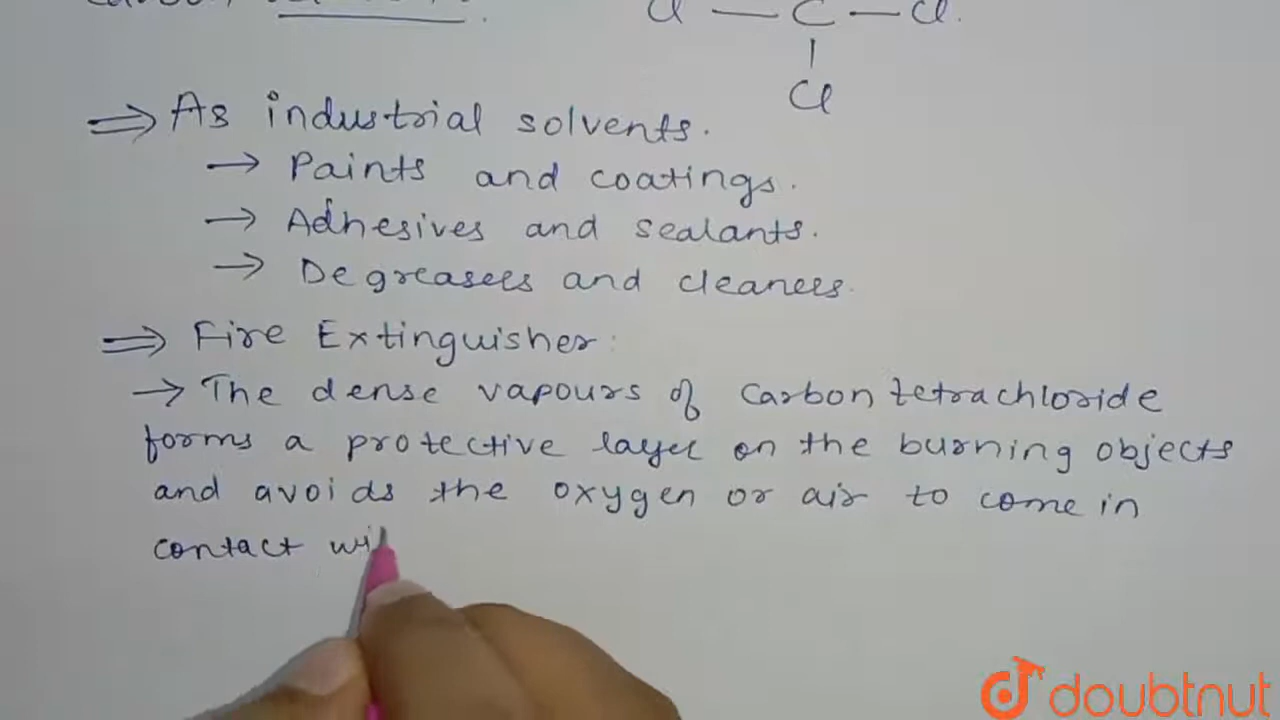 Carbon
Cl — C — Cl.
Cl
⇒ As industrial solvents.
→ Paints and coatings.
→ Adhesives and sealants.
→ Degreasers and cleaners.
⇒ Fire Extinguisher:
→ The dense vapours of carbon tetrachloride
forms a protective layer on the burning objects
and avoids the oxygen or air to come in
contact wi
doubtnut